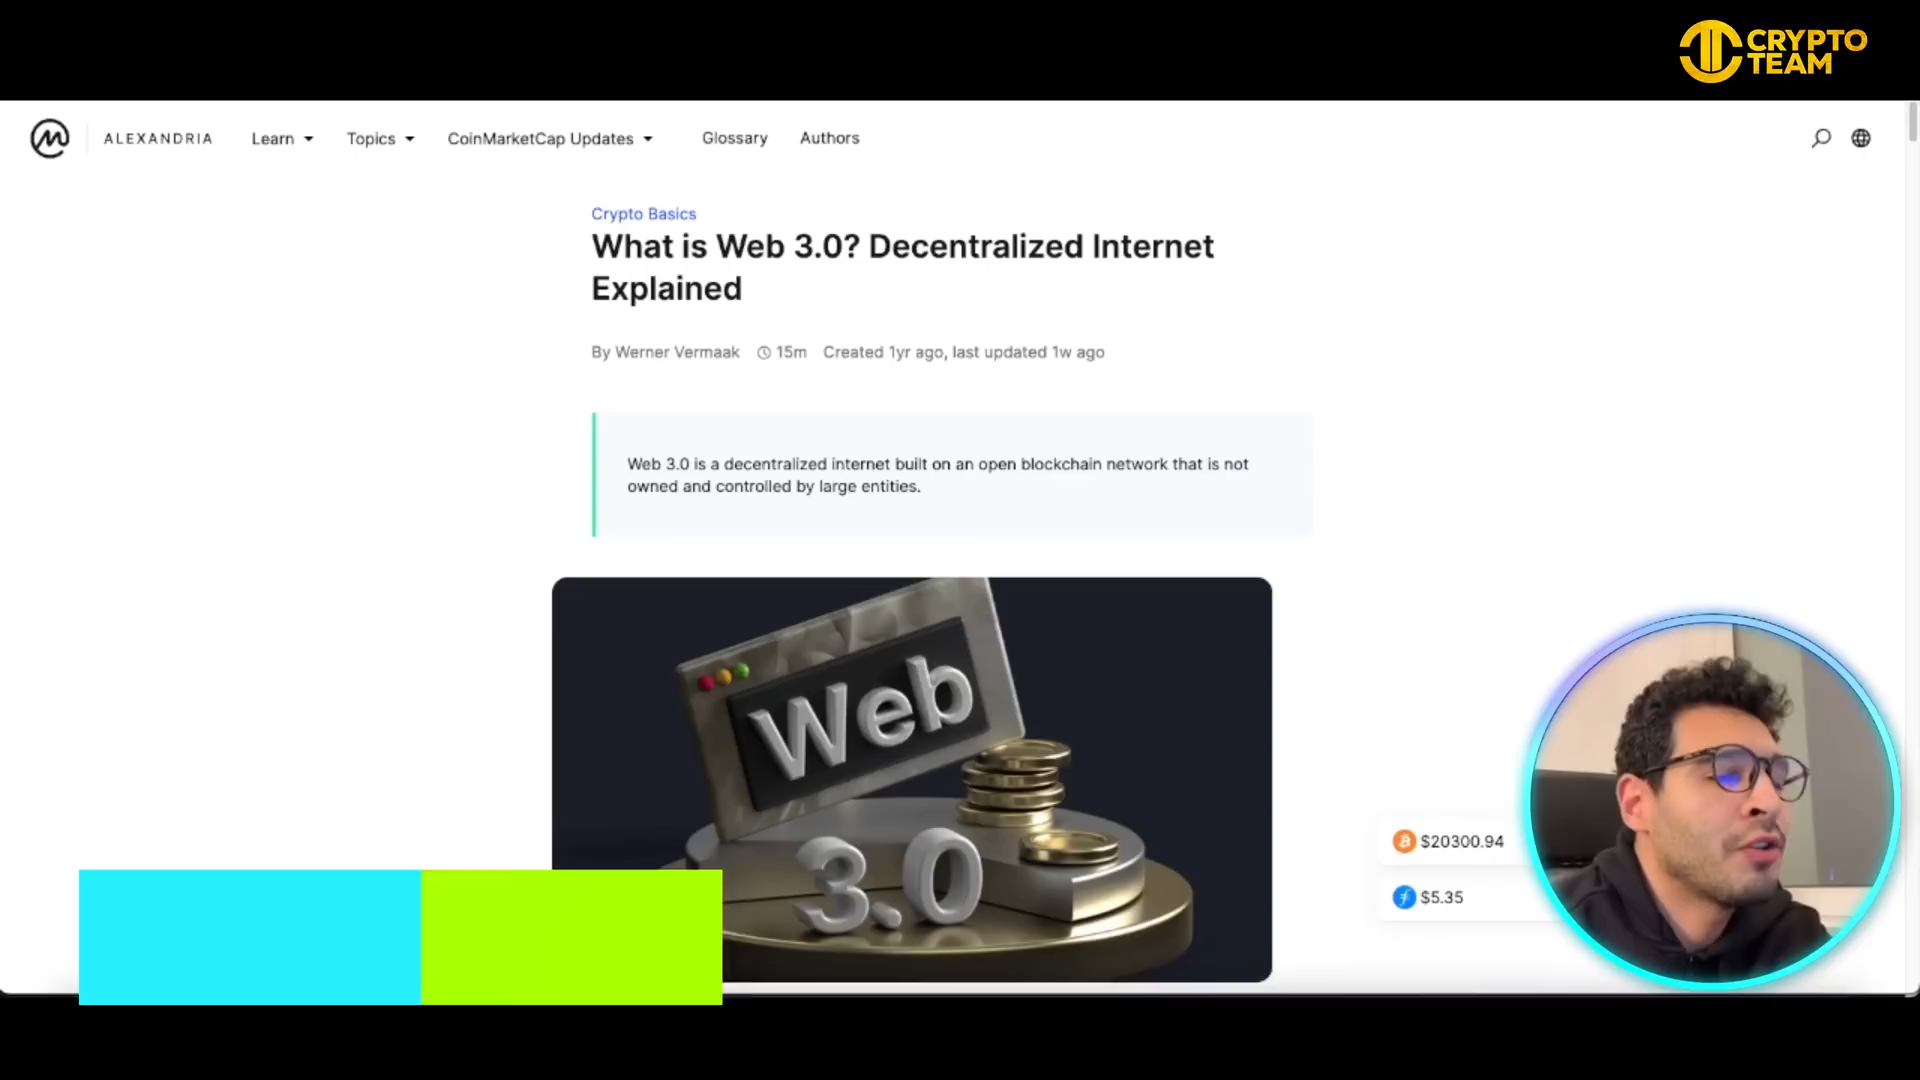 CRYPTO
TEAM
ALEXANDRIA Learn Topics CoinMarketCap Updates Glossary Authors
Crypto Basics
What is Web 3.0? Decentralized Internet
Explained
By Werner Vermaak 15m Created 1yr ago, last updated 1w ago
Web 3.0 is a decentralized internet built on an open blockchain network that is not
owned and controlled by large entities.
Web
3.0
$20300.94
$5.35